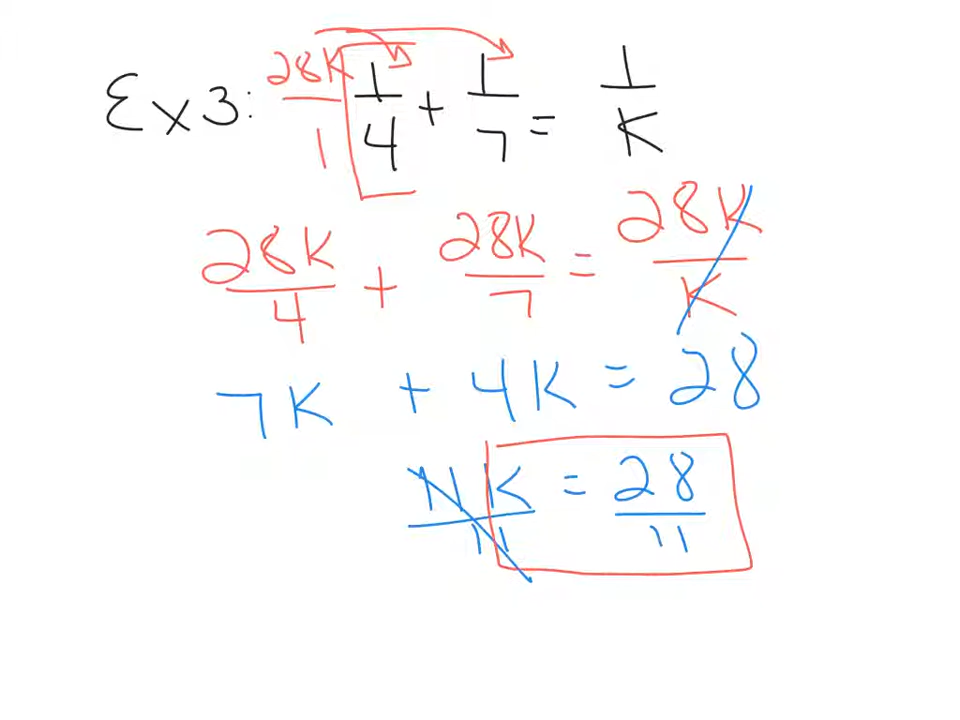 Ex3: 28K/1 [ 1/4 + 1/7 = 1/K
28K/4 + 28K/7 = 28K/K
7K + 4K = 28
11K/11 = 28/11